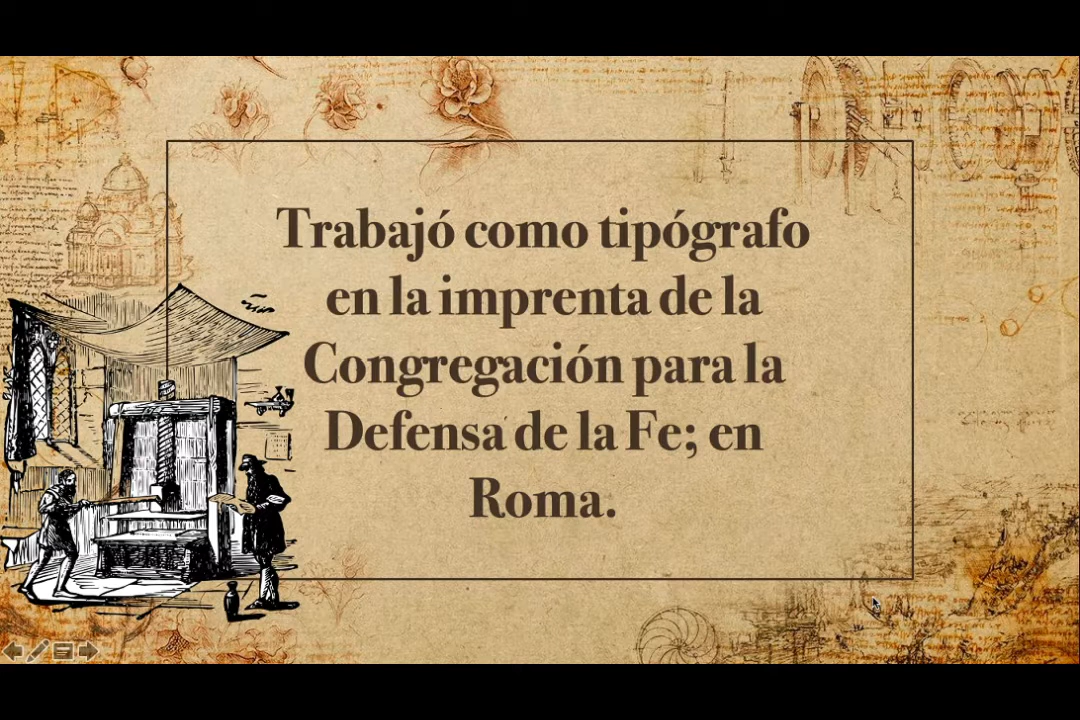 Trabajó como tipógrafo
en la imprenta de la
Congregación para la
Defensa de la Fe; en
Roma.